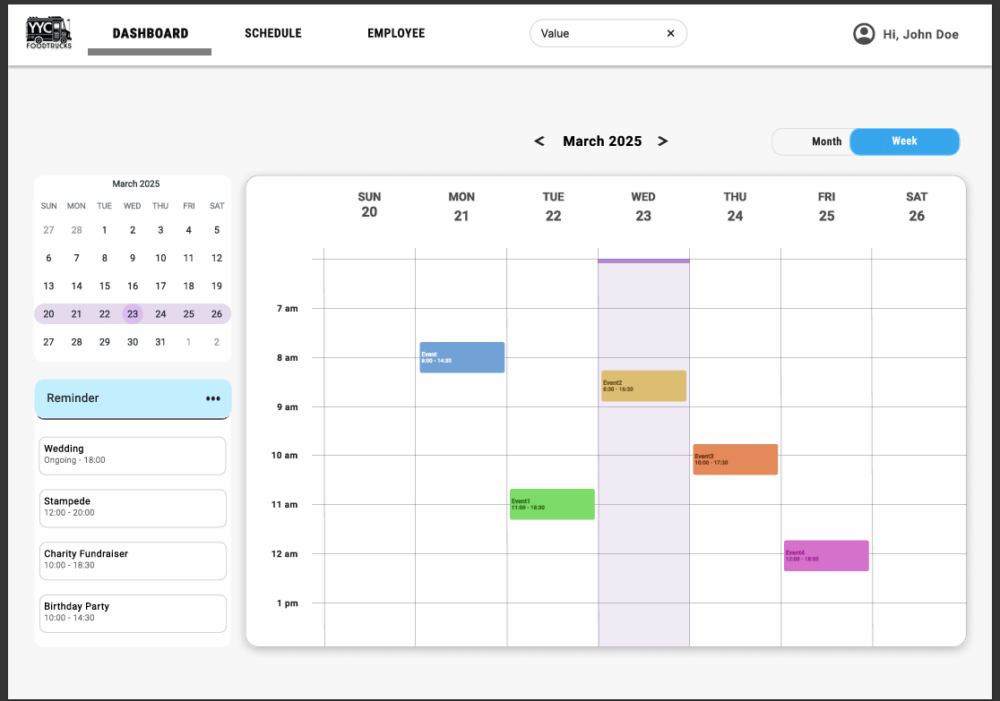 YYC
FOODTRUCKS
DASHBOARD
SCHEDULE
EMPLOYEE
Value
Hi, John Doe
< March 2025 >
Month
Week
March 2025
SUN MON TUE WED THU FRI SAT
27 28 1 2 3 4 5
6 7 8 9 10 11 12
13 14 15 16 17 18 19
20 21 22 23 24 25 26
27 28 29 30 31 1 2
Reminder
Wedding
Ongoing - 18:00
Stampede
12:00 - 20:00
Charity Fundraiser
10:00 - 18:30
Birthday Party
10:00 - 14:30
SUN MON TUE WED THU FRI SAT
20 21 22 23 24 25 26
7 am
8 am
9 am
10 am
11 am
12 am
1 pm
Event
8:00 - 14:30
Event2
8:30 - 16:30
Event3
10:00 - 17:30
Event1
11:00 - 18:30
Event4
12:00 - 18:00